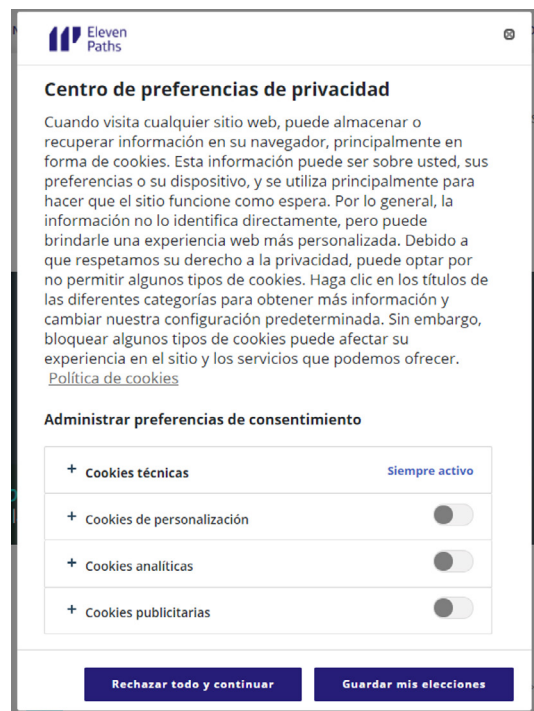 Eleven
Paths
Centro de preferencias de privacidad
Cuando visita cualquier sitio web, puede almacenar o
recuperar información en su navegador, principalmente en
forma de cookies. Esta información puede ser sobre usted, sus
preferencias o su dispositivo, y se utiliza principalmente para
hacer que el sitio funcione como espera. Por lo general, la
información no lo identifica directamente, pero puede
brindarle una experiencia web más personalizada. Debido a
que respetamos su derecho a la privacidad, puede optar por
no permitir algunos tipos de cookies. Haga clic en los títulos de
las diferentes categorías para obtener más información y
cambiar nuestra configuración predeterminada. Sin embargo,
bloquear algunos tipos de cookies puede afectar su
experiencia en el sitio y los servicios que podemos ofrecer.
Política de cookies
Administrar preferencias de consentimiento
+ Cookies técnicas Siempre activo
+ Cookies de personalización
+ Cookies analíticas
+ Cookies publicitarias
Rechazar todo y continuar Guardar mis elecciones